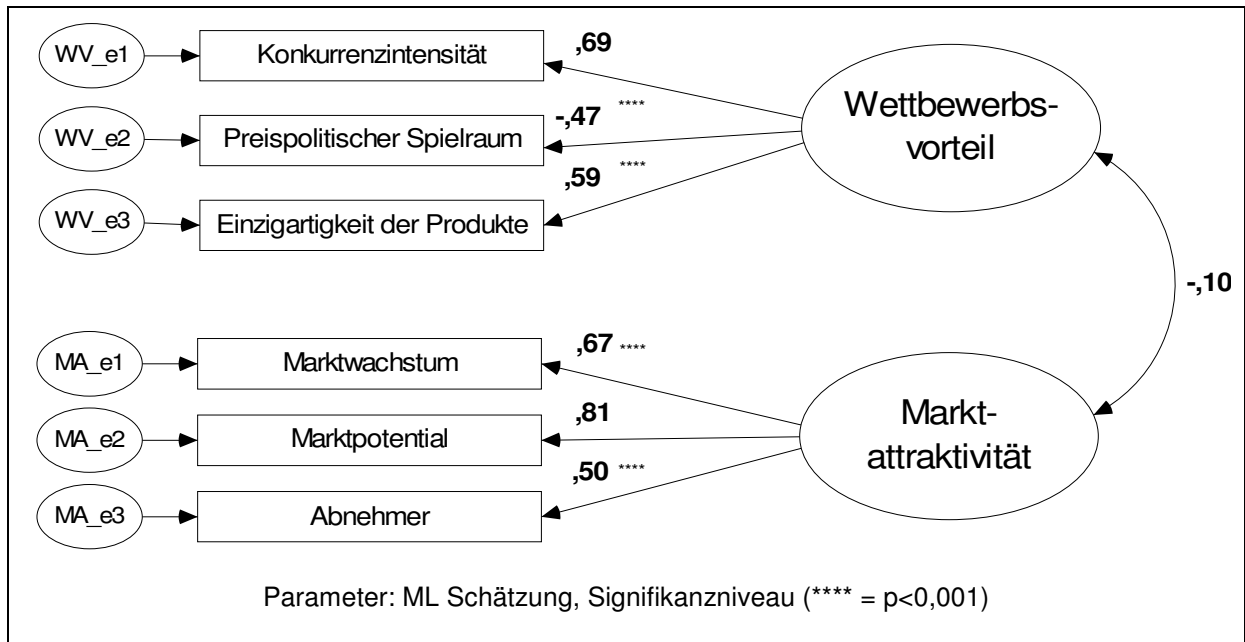 WV_e1
Konkurrenzintensität
,69
WV_e2
Preispolitischer Spielraum
-,47 ****
WV_e3
Einzigartigkeit der Produkte
,59 ****
Wettbewerbs-
vorteil
-,10
MA_e1
Marktwachstum
,67 ****
MA_e2
Marktpotential
,81
MA_e3
Abnehmer
,50 ****
Markt-
attraktivität
Parameter: ML Schätzung, Signifikanzniveau (**** = p<0,001)